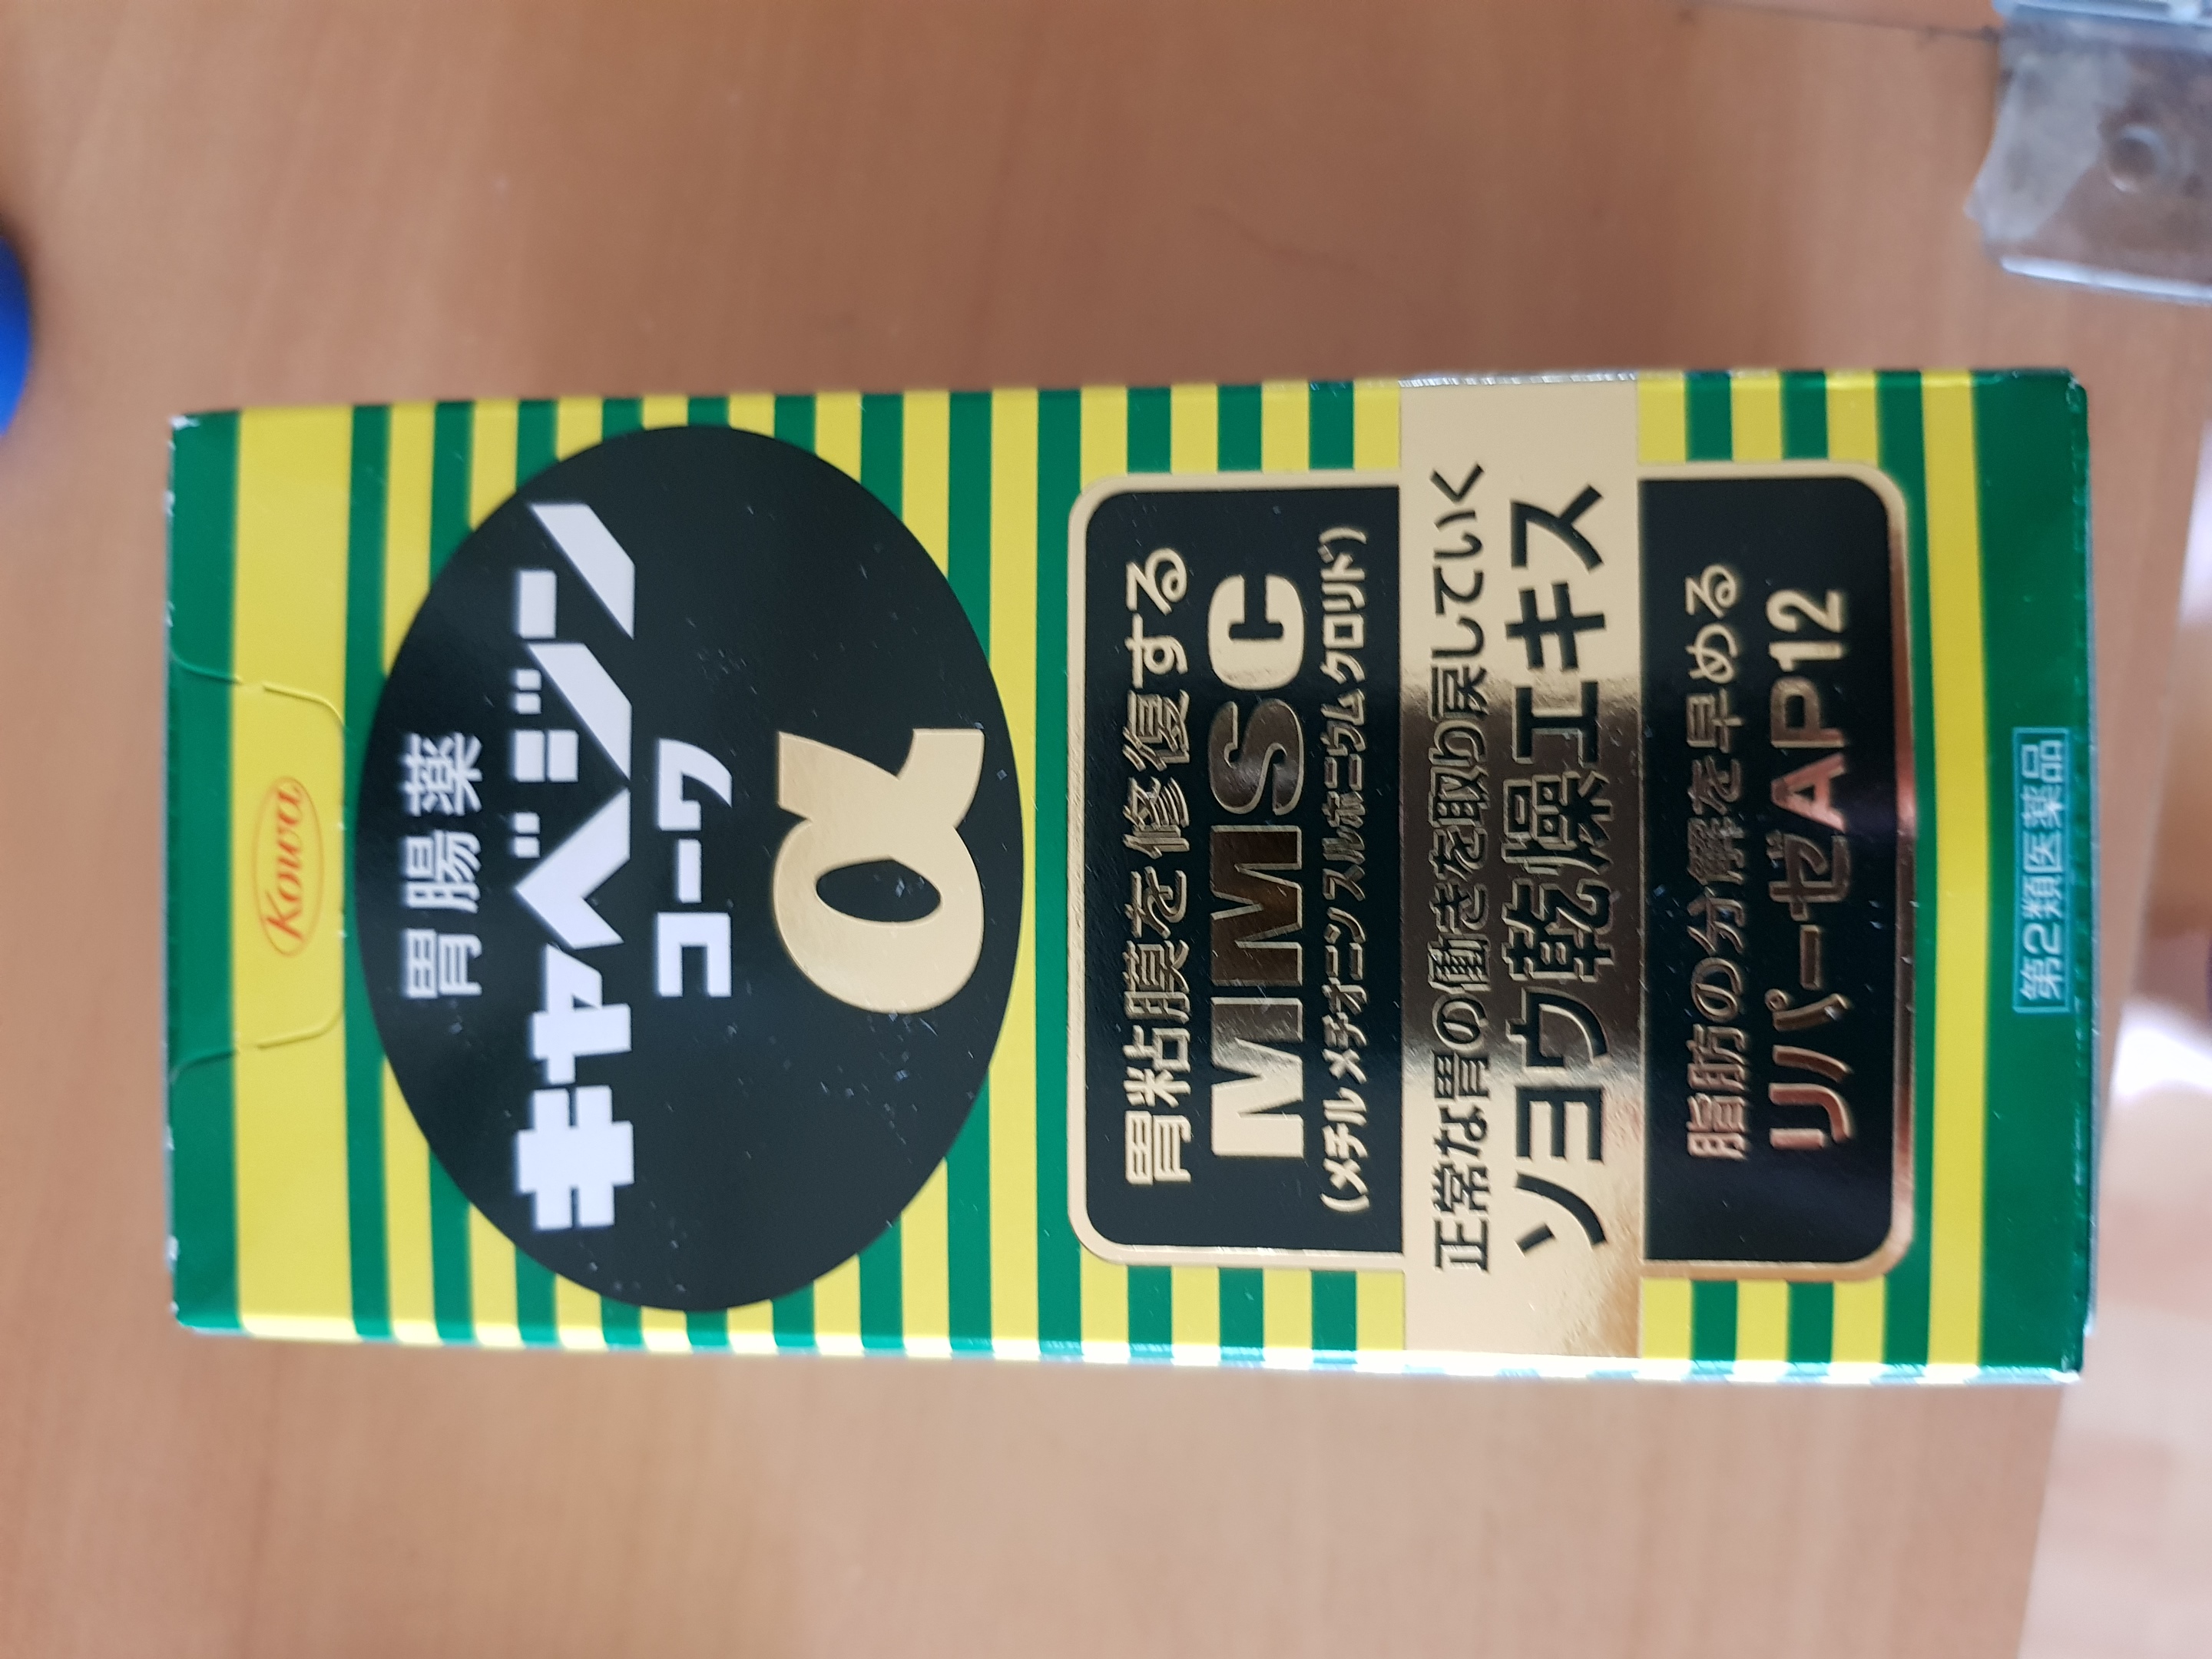 Kowa
胃腸薬
キャベジン
コーワ
α
胃粘膜を修復する
MMSC
(メチルメチオニンスルホニウムクロリド)
正常な胃の働きを取り戻していく
ソヨウ乾燥エキス
脂肪の分解を早める
リパーゼAP12
第2類医薬品